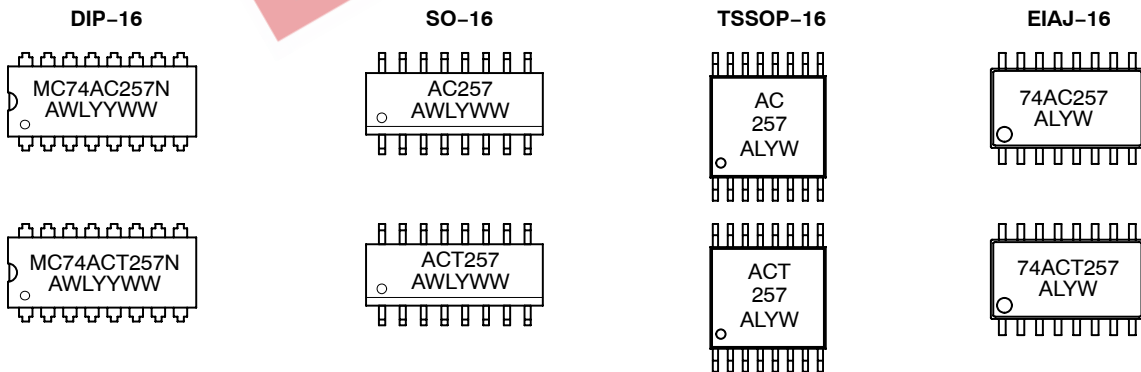 DIP–16
SO–16
TSSOP–16
EIAJ–16
MC74AC257N
AWLYYWW
AC257
AWLYWW
AC
257
ALYW
74AC257
ALYW
MC74ACT257N
AWLYYWW
ACT257
AWLYWW
ACT
257
ALYW
74ACT257
ALYW